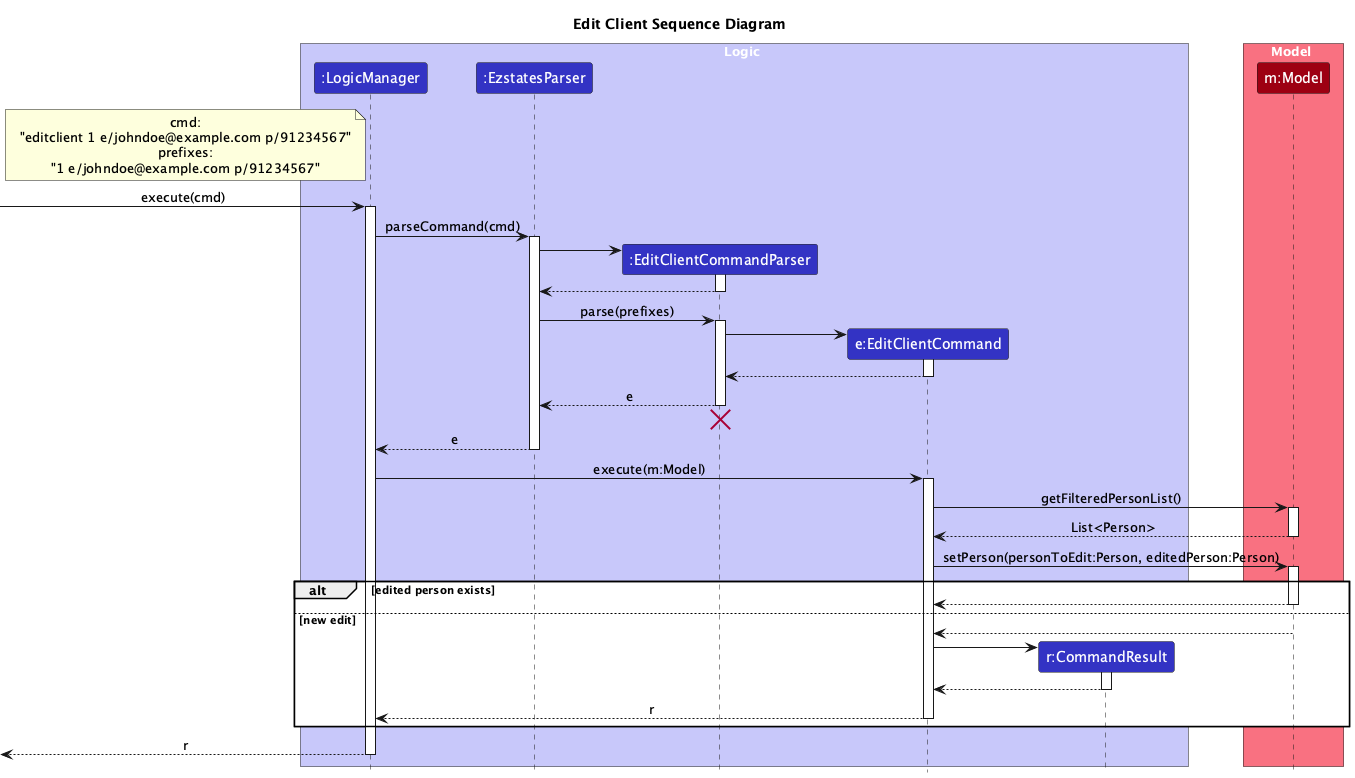 Edit Client Sequence Diagram
Logic
Model
:LogicManager
:EzstatesParser
m:Model
cmd:
"editclient 1 e/johndoe@example.com p/91234567"
prefixes:
"1 e/johndoe@example.com p/91234567"
execute(cmd)
parseCommand(cmd)
:EditClientCommandParser
parse(prefixes)
e:EditClientCommand
e
e
execute(m:Model)
getFilteredPersonList()
List<Person>
setPerson(personToEdit:Person, editedPerson:Person)
alt
[edited person exists]
[new edit]
r:CommandResult
r
r